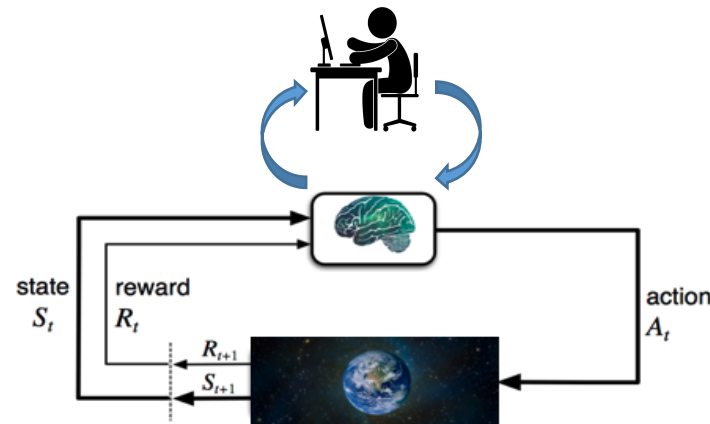 state
S_t
reward
R_t
action
A_t
R_{t+1}
S_{t+1}